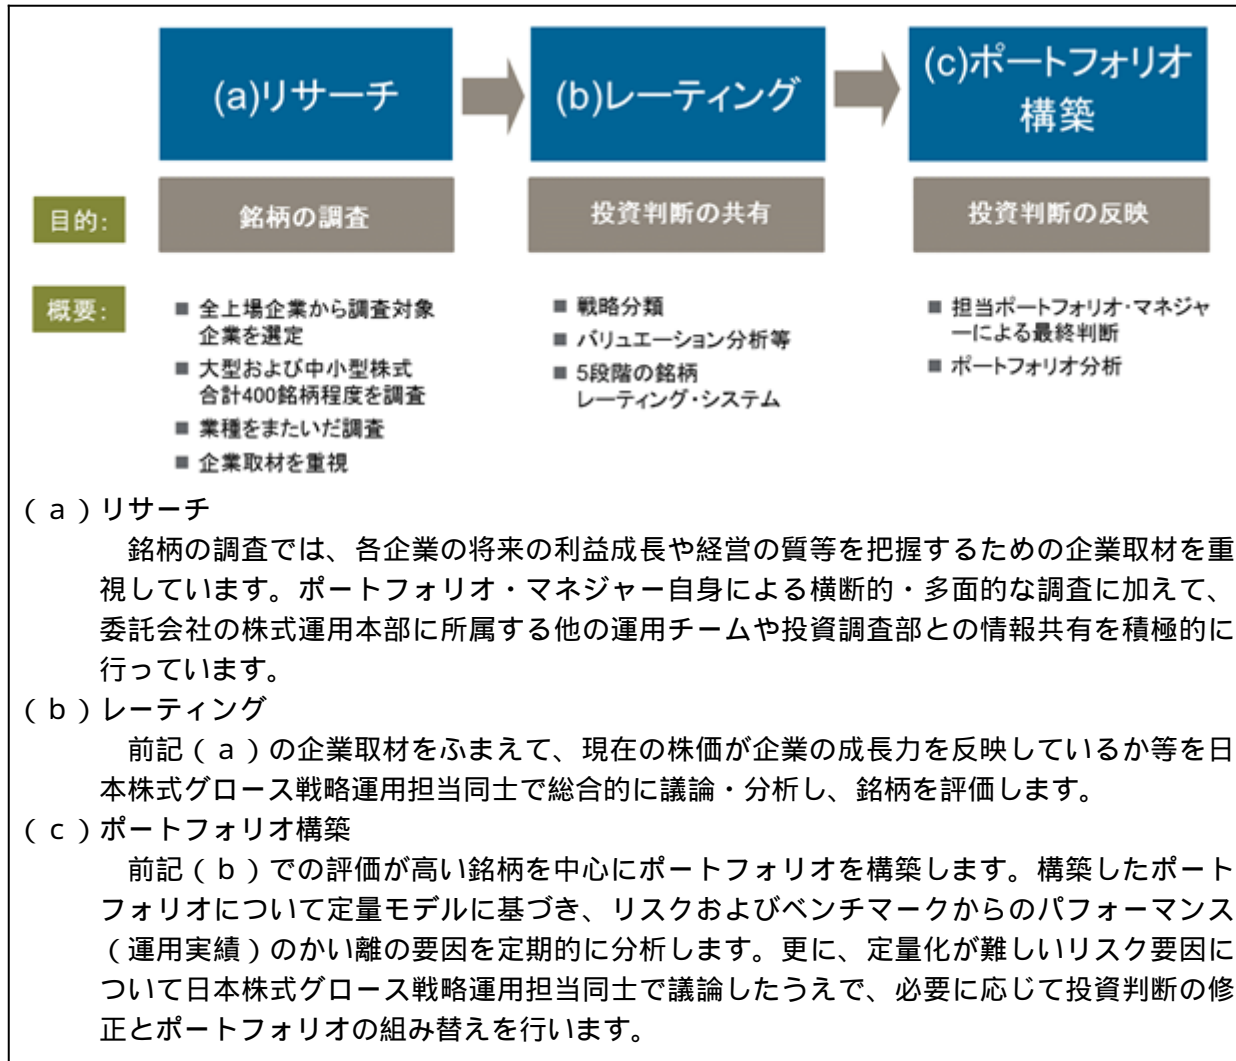 (a)リサーチ
(b)レーティング
(c)ポートフォリオ
構築
目的:
銘柄の調査
投資判断の共有
投資判断の反映
概要:
■ 全上場企業から調査対象
企業を選定
■ 大型および中小型株式
合計400銘柄程度を調査
■ 業種をまたいだ調査
■ 企業取材を重視
■ 戦略分類
■ バリュエーション分析等
■ 5段階の銘柄
レーティング・システム
■ 担当ポートフォリオ・マネジャ
ーによる最終判断
■ ポートフォリオ分析
(a)リサーチ
銘柄の調査では、各企業の将来の利益成長や経営の質等を把握するための企業取材を重
視しています。ポートフォリオ・マネジャー自身による横断的・多面的な調査に加えて、
委託会社の株式運用本部に所属する他の運用チームや投資調査部との情報共有を積極的に
行っています。
(b)レーティング
前記(a)の企業取材をふまえて、現在の株価が企業の成長力を反映しているか等を日
本株式グロース戦略運用担当同士で総合的に議論・分析し、銘柄を評価します。
(c)ポートフォリオ構築
前記(b)での評価が高い銘柄を中心にポートフォリオを構築します。構築したポート
フォリオについて定量モデルに基づき、リスクおよびベンチマークからのパフォーマンス
(運用実績)のかい離の要因を定期的に分析します。更に、定量化が難しいリスク要因に
ついて日本株式グロース戦略運用担当同士で議論したうえで、必要に応じて投資判断の修
正とポートフォリオの組み替えを行います。